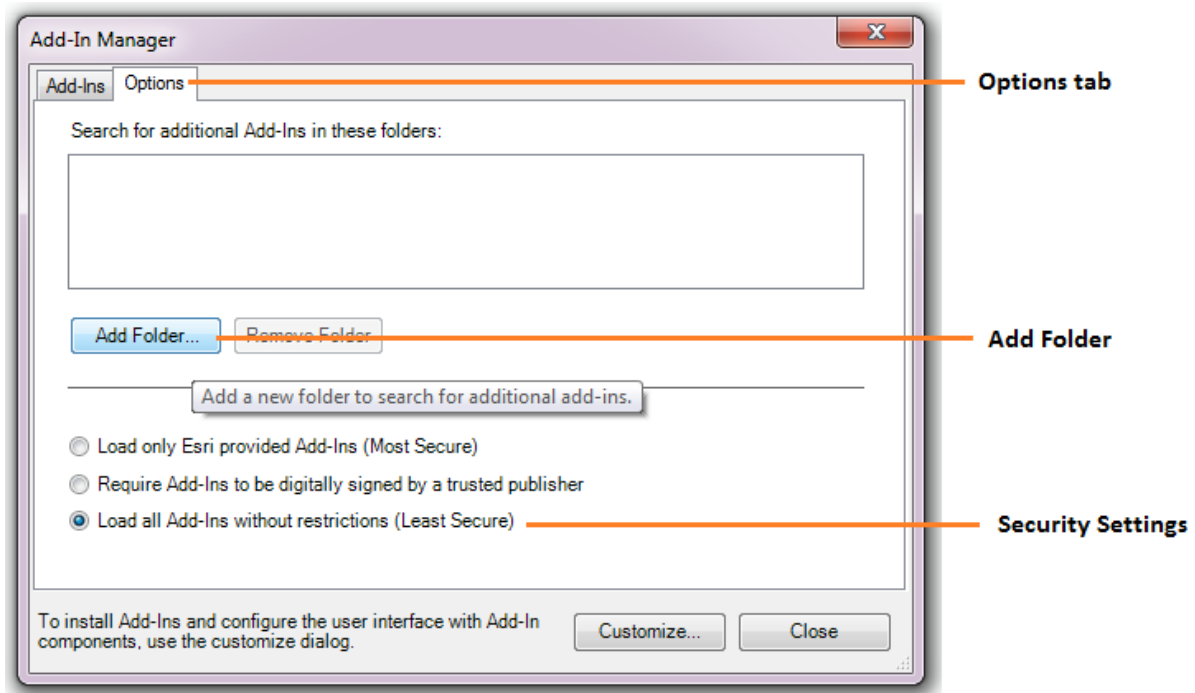 Add-In Manager
X
Add-Ins
Options
Options tab
Search for additional Add-Ins in these folders:
Add Folder...
Remove Folder
Add Folder
Add a new folder to search for additional add-ins.
Load only Esri provided Add-Ins (Most Secure)
Require Add-Ins to be digitally signed by a trusted publisher
Load all Add-Ins without restrictions (Least Secure)
Security Settings
To install Add-Ins and configure the user interface with Add-In
components, use the customize dialog.
Customize...
Close